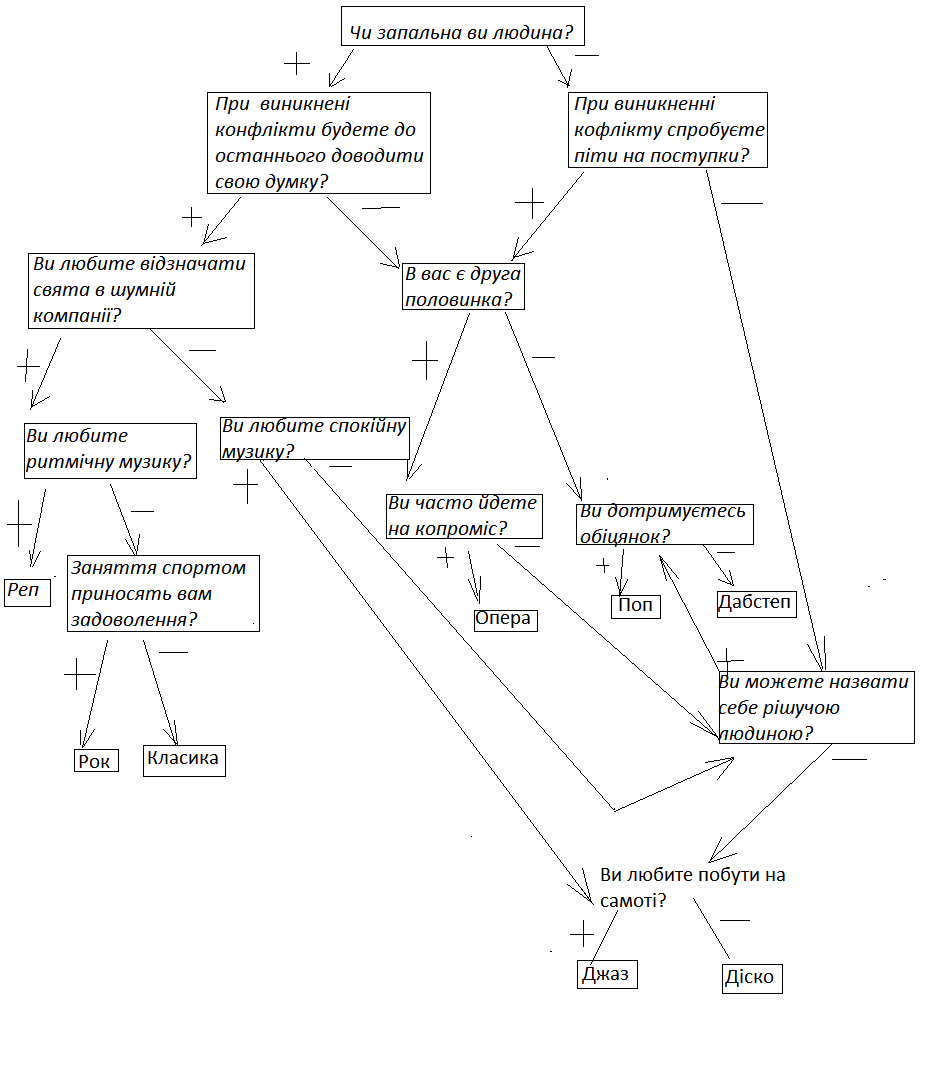 Чи запальна ви людина?
При виникнені
конфлікти будете до
останнього доводити
свою думку?
При виникненні
кофлікту спробуєте
піти на поступки?
Ви любите відзначати
свята в шумній
компанії?
В вас є друга
половинка?
Ви любите
ритмічну музику?
Ви любите спокійну
музику?
Ви часто йдете
на копроміс?
Ви дотримуєтесь
обіцянок?
Реп
Заняття спортом
приносять вам
задоволення?
Опера
Поп
Дабстеп
Ви можете назвати
себе рішучою
людиною?
Рок
Класика
Ви любите побути на
самоті?
Джаз
Діско